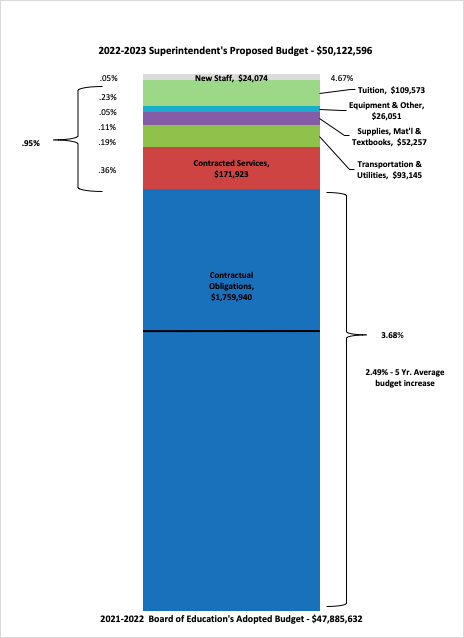 2022-2023 Superintendent's Proposed Budget - $50,122,596
.05%
New Staff, $24,074
4.67%
.23%
Tuition, $109,573
.05%
Equipment & Other,
$26,051
.11%
Supplies, Mat'l &
Textbooks, $52,257
.95%
.19%
Transportation &
Utilities, $93,145
.36%
Contracted Services,
$171,923
Contractual
Obligations,
$1,759,940
3.68%
2.49% - 5 Yr. Average
budget increase
2021-2022 Board of Education's Adopted Budget - $47,885,632